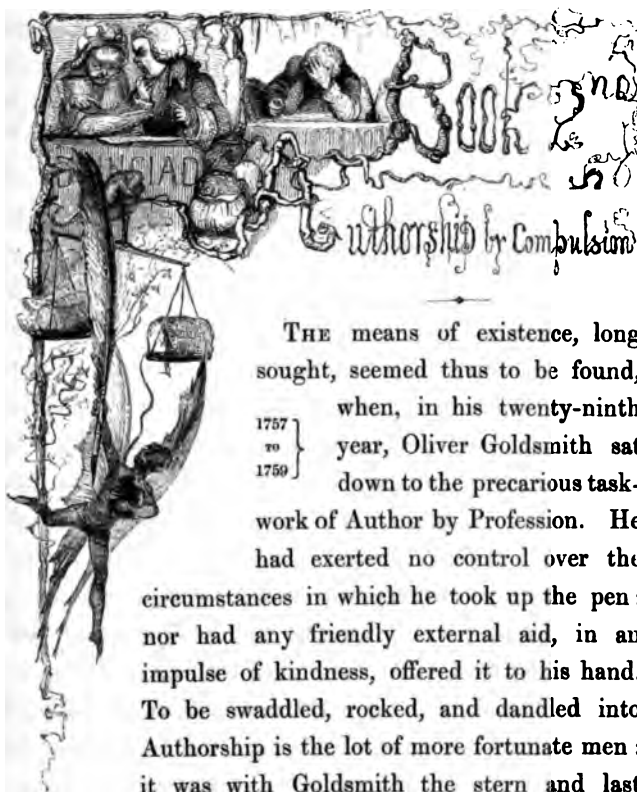 Book
Authorship by Compulsion
THE means of existence, long
sought, seemed thus to be found,
when, in his twenty-ninth
1757
TO
1759
year, Oliver Goldsmith sat
down to the precarious task-
work of Author by Profession. He
had exerted no control over the
circumstances in which he took up the pen:
nor had any friendly external aid, in an
impulse of kindness, offered it to his hand.
To be swaddled, rocked, and dandled into
Authorship is the lot of more fortunate men:
it was with Goldsmith the stern and last